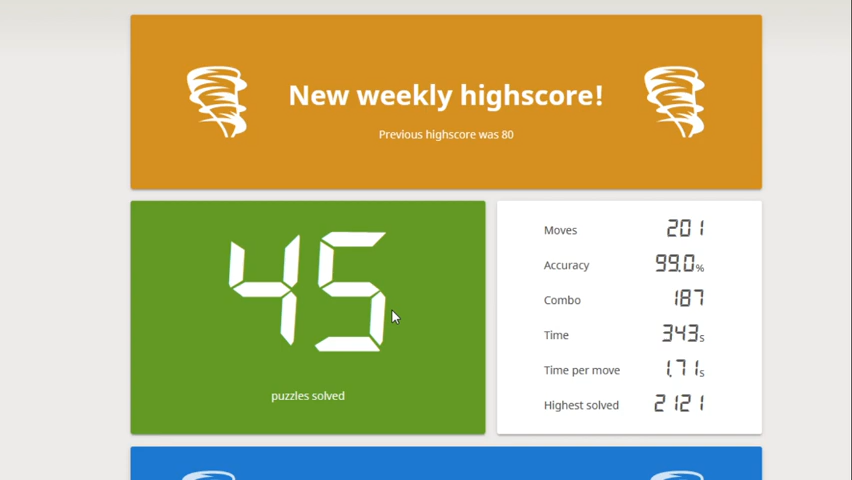 New weekly highscore!
Previous highscore was 80
45
puzzles solved
Moves 201
Accuracy 99.0%
Combo 187
Time 343s
Time per move 1.71s
Highest solved 2121